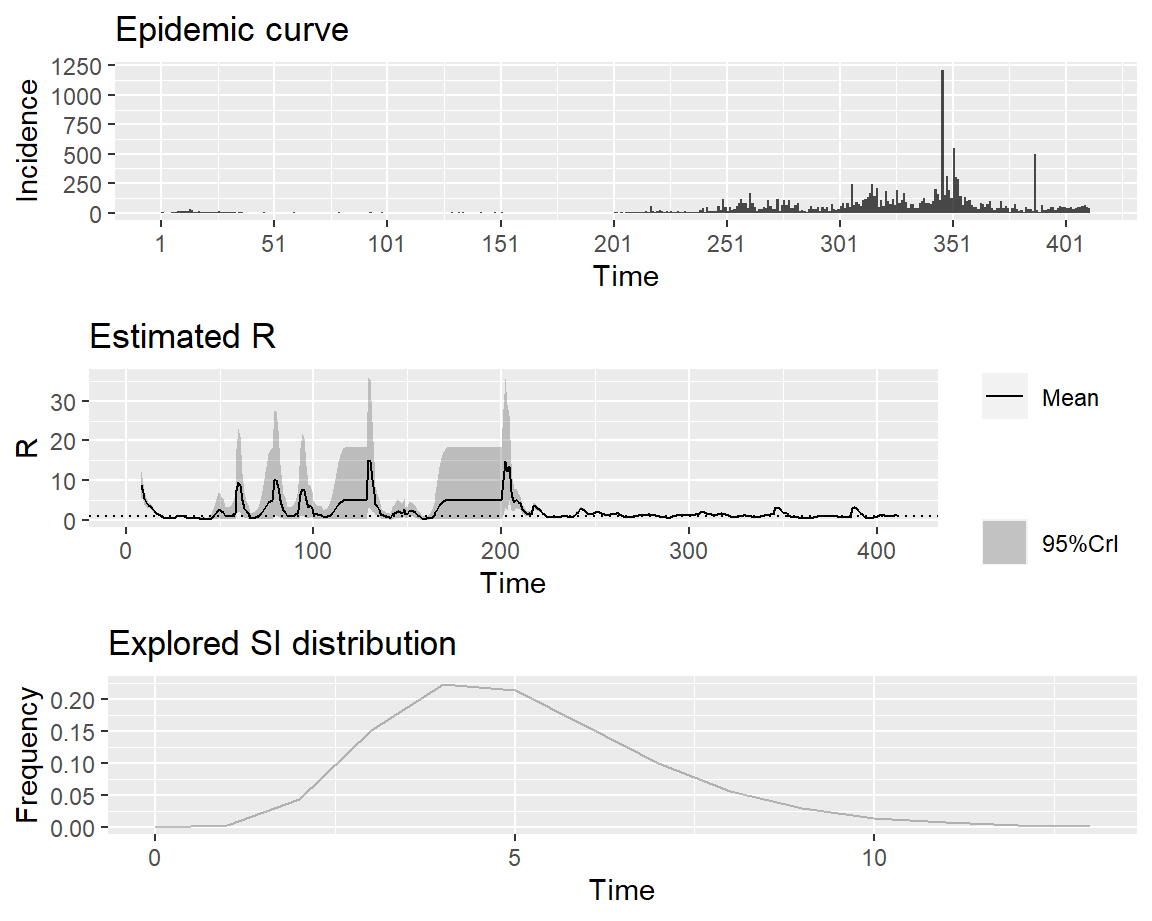 Epidemic curve
1250
1000
750
500
250
0
Incidence
1 51 101 151 201 251 301 351 401
Time
Estimated R
30
20
10
0
R
0 100 200 300 400
Time
Mean
95%CrI
Explored SI distribution
0.20
0.15
0.10
0.05
0.00
Frequency
0 5 10
Time